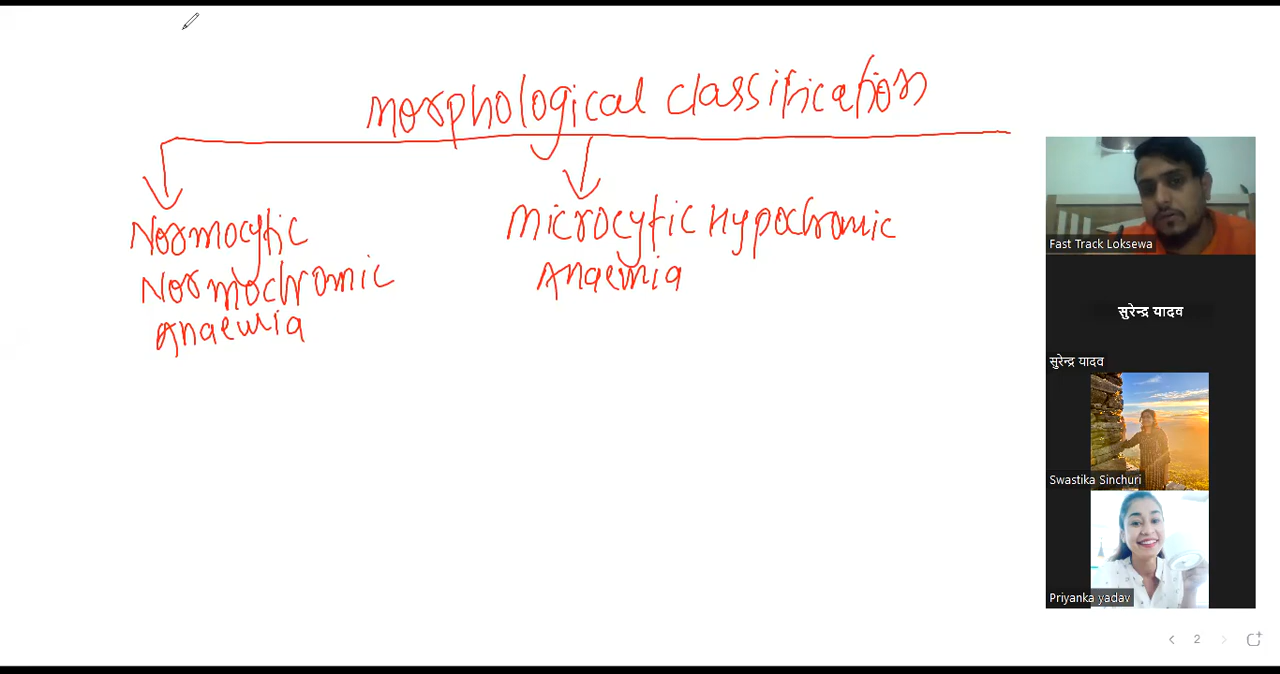 Morphological classification
Normocytic
Normochromic
Anaemia
Microcytic Hypochromic
Anaemia
Fast Track Loksewa
सुरेन्द्र यादव
सुरेन्द्र यादव
Swastika Sinchuri
Priyanka yadav
2